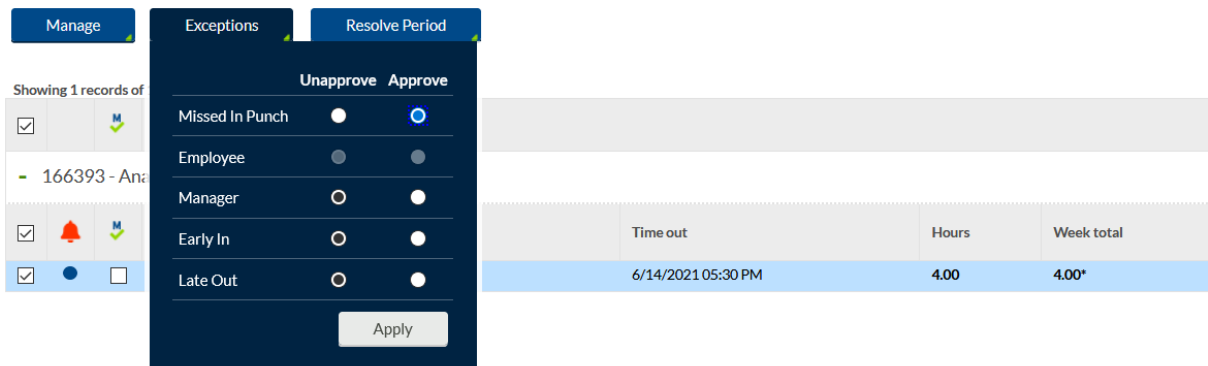 Manage Exceptions Resolve Period
Unapprove Approve
Showing 1 records of
Missed In Punch
M
Employee
- 166393 - Ana
Manager
M
Early In
Time out Hours Week total
6/14/2021 05:30 PM 4.00 4.00*
Late Out
Apply